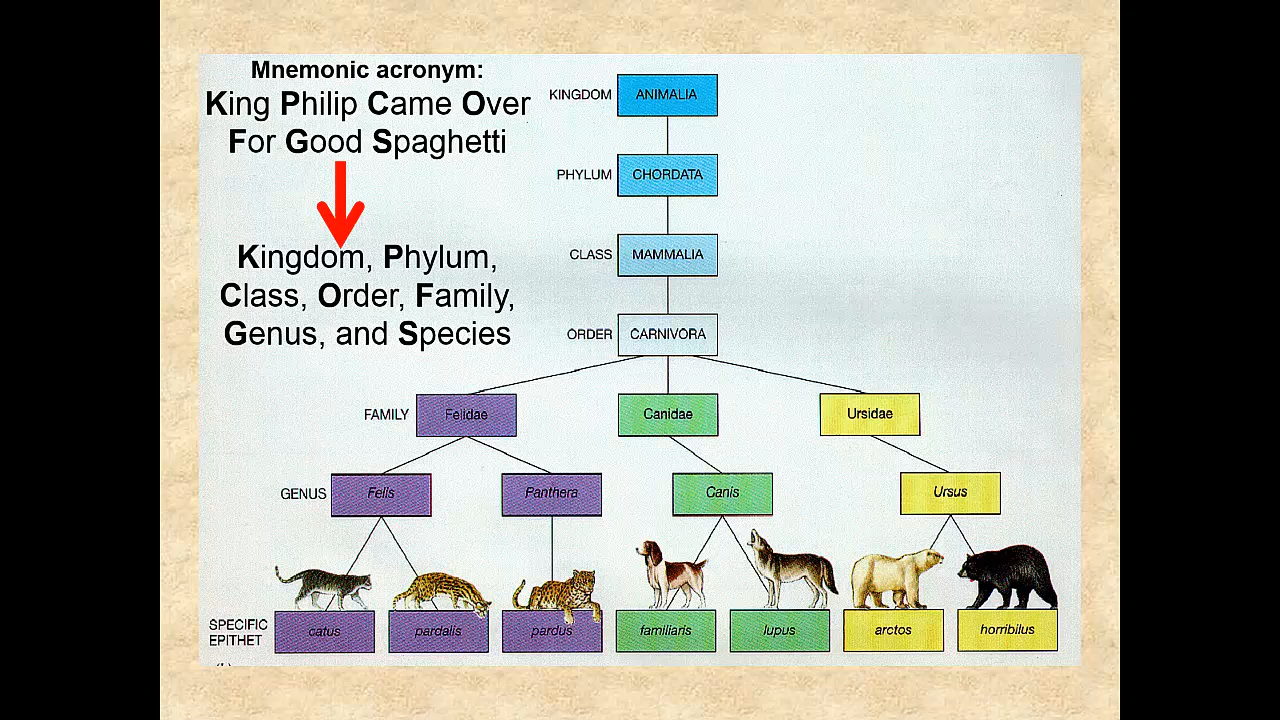 Mnemonic acronym:
King Philip Came Over
For Good Spaghetti
Kingdom, Phylum,
Class, Order, Family,
Genus, and Species
KINGDOM ANIMALIA
PHYLUM CHORDATA
CLASS MAMMALIA
ORDER CARNIVORA
FAMILY Felidae Canidae Ursidae
GENUS Felis Panthera Canis Ursus
SPECIFIC
EPITHET catus pardalis pardus familiaris lupus arctos horribilus